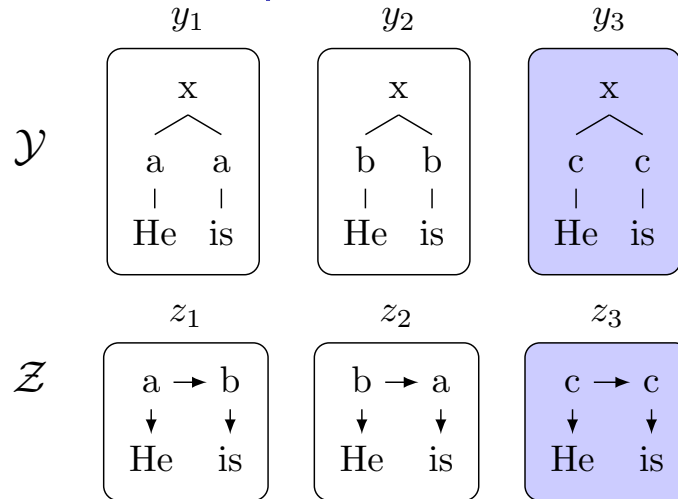 y₁ y₂ y₃
𝒴
x x x
a a b b c c
He is He is He is
z₁ z₂ z₃
𝒵
a b b a c c
He is He is He is